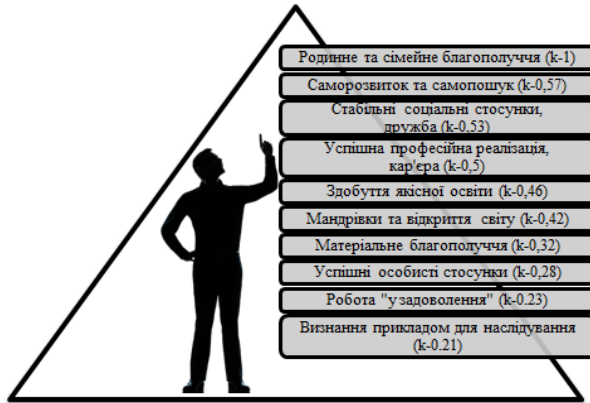 Родинне та сімейне благополуччя (k-1)
Саморозвиток та самопошук (k-0,57)
Стабільні соціальні стосунки,
дружба (k-0.53)
Успішна професійна реалізація,
кар'єра (k-0,5)
Здобуття якісної освіти (k-0,46)
Мандрівки та відкриття світу (k-0,42)
Матеріальне благополуччя (k-0,32)
Успішні особисті стосунки (k-0,28)
Робота "у задоволення" (k-0.23)
Визнання прикладом для наслідування
(k-0.21)